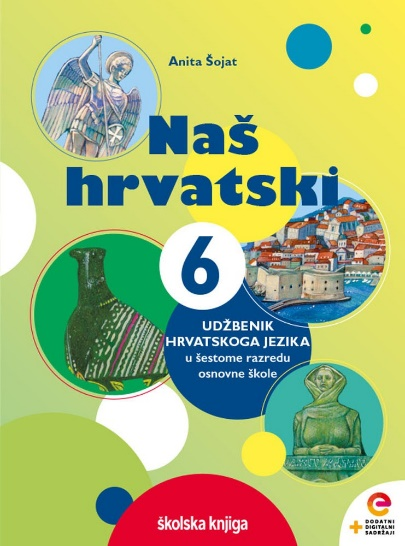 Anita Šojat
Naš
hrvatski
6
UDŽBENIK
HRVATSKOGA JEZIKA
u šestome razredu
osnovne škole
školska knjiga
e
+ DODATNI
DIGITALNI
SADRŽAJI